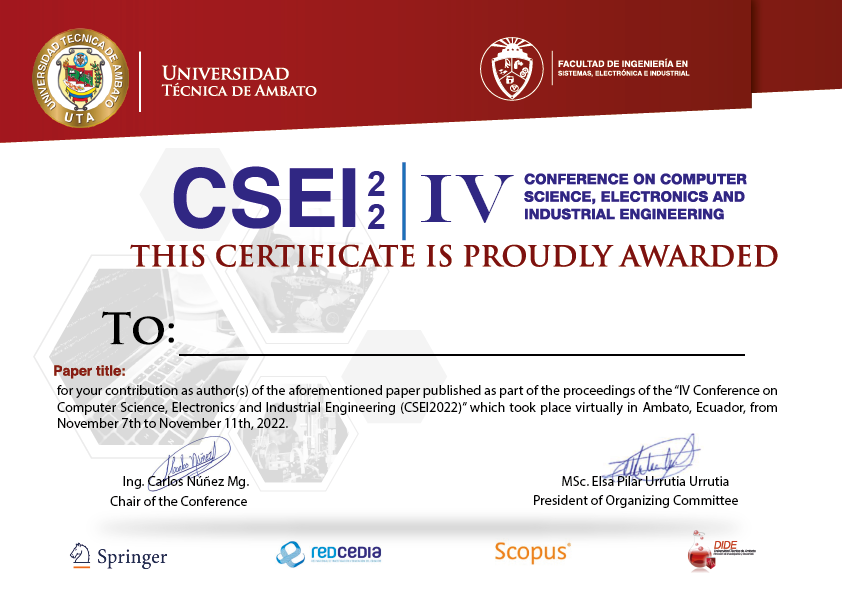 UNIVERSIDAD TÉCNICA DE AMBATO
UTA
UNIVERSIDAD
TÉCNICA DE AMBATO
FACULTAD DE INGENIERÍA EN
SISTEMAS, ELECTRÓNICA E INDUSTRIAL
CSEI 22
IV
CONFERENCE ON COMPUTER
SCIENCE, ELECTRONICS AND
INDUSTRIAL ENGINEERING
THIS CERTIFICATE IS PROUDLY AWARDED
TO:
Paper title:
for your contribution as author(s) of the aforementioned paper published as part of the proceedings of the “IV Conference on
Computer Science, Electronics and Industrial Engineering (CSEI2022)” which took place virtually in Ambato, Ecuador, from
November 7th to November 11th, 2022.
Ing. Carlos Núñez Mg.
Chair of the Conference
MSc. Elsa Pilar Urrutia Urrutia
President of Organizing Committee
Springer
redcedia
Scopus®
DIDE